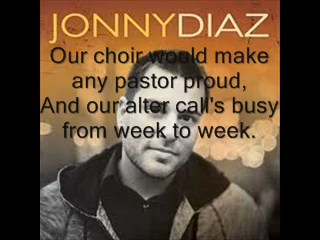 JONNYDIAZ
Our choir would make
any pastor proud,
And our alter call's busy
from week to week.